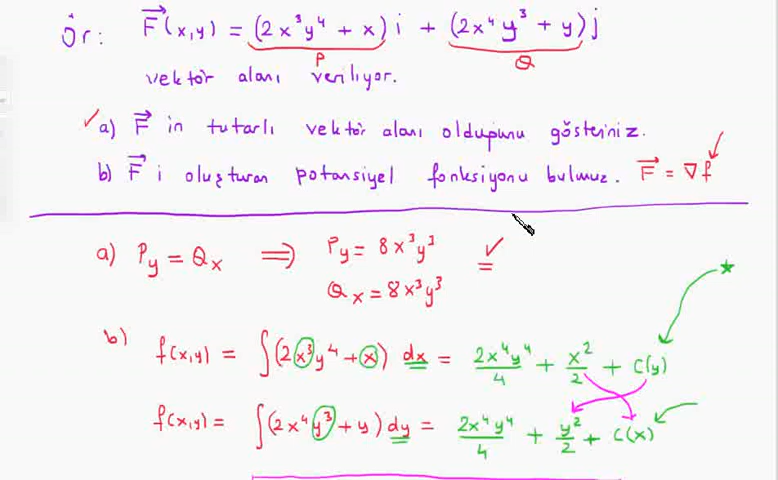 Ör: F⃗(x,y) = (2x³y⁴ + x) i + (2x⁴y³ + y) j
P Q
vektör alanı veriliyor.
✓ a) F⃗ in tutarlı vektör alanı olduğunu gösteriniz.
b) F⃗ i oluşturan potansiyel fonksiyonu bulunuz. F⃗ = ∇f
a) Py = Qx ⟹ Py = 8x³y³ ✓
Qx = 8x³y³
b) f(x,y) = ∫(2x³y⁴ + x) dx = 2x⁴y⁴/4 + x²/2 + c(y)
f(x,y) = ∫(2x⁴y³ + y) dy = 2x⁴y⁴/4 + y²/2 + c(x)